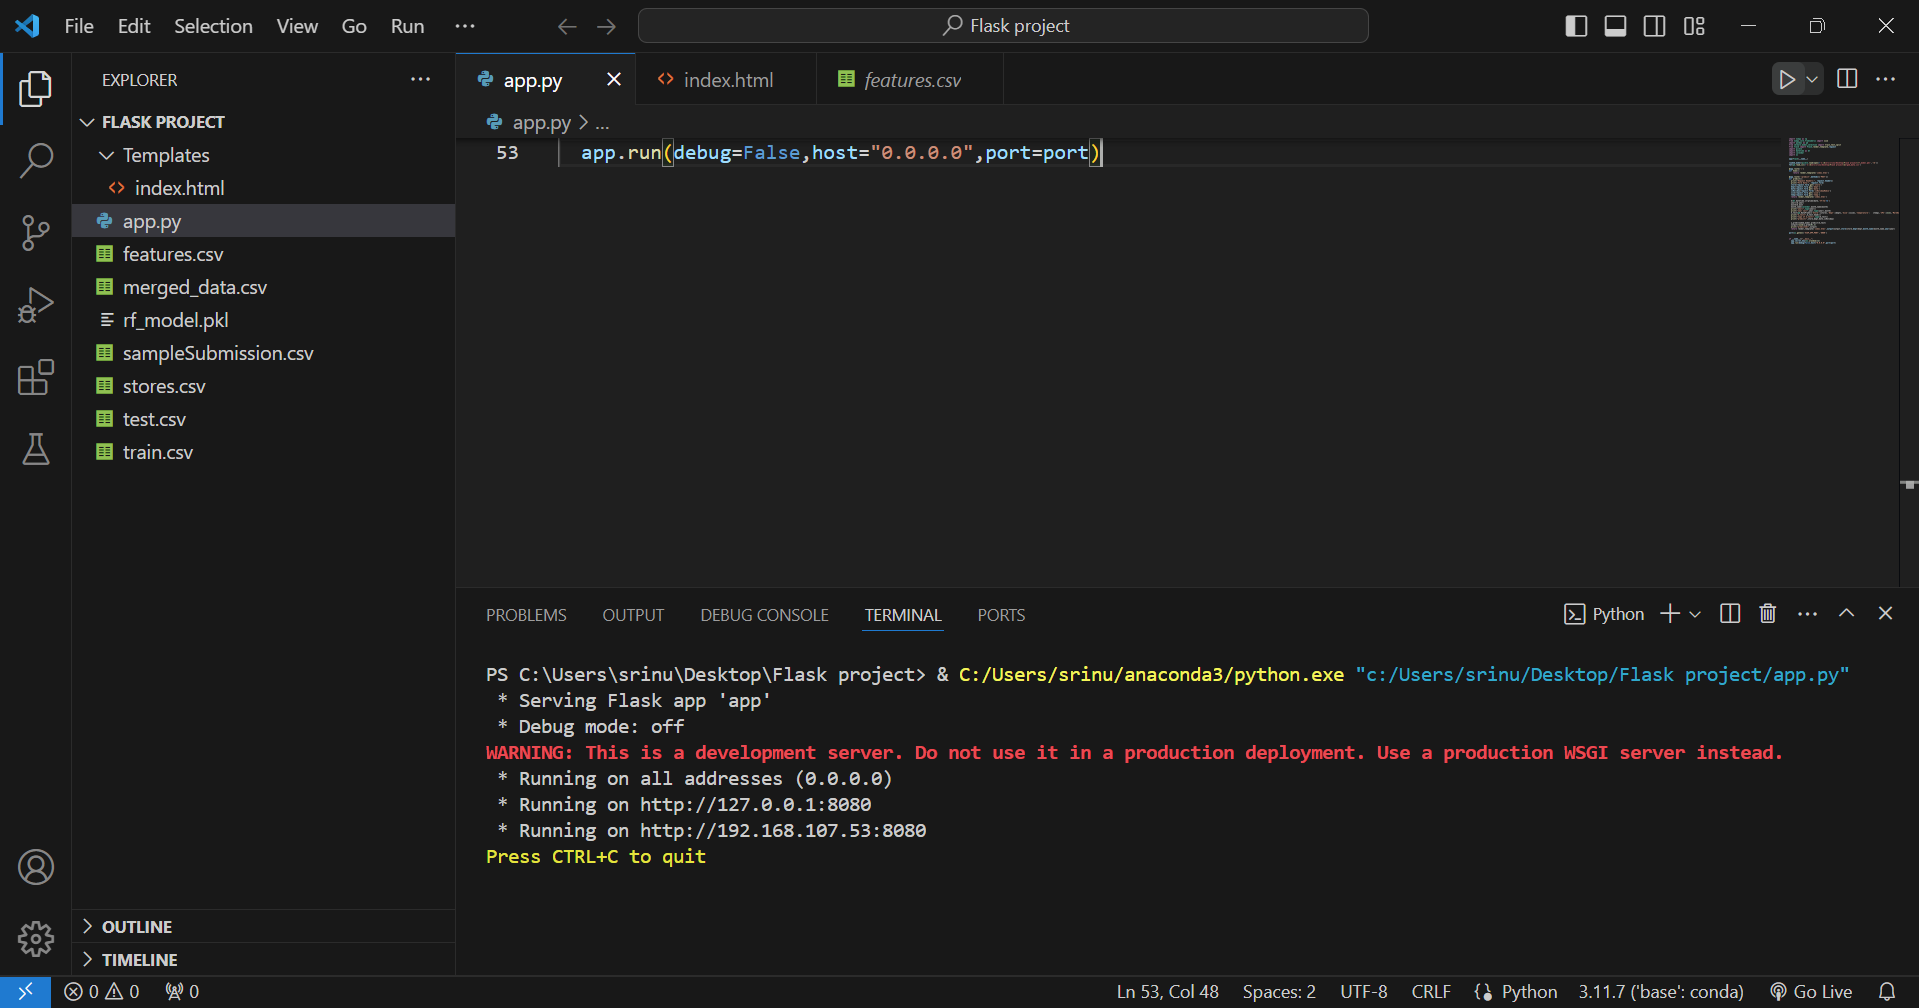 File Edit Selection View Go Run ...
Flask project
EXPLORER ...
FLASK PROJECT
Templates
<> index.html
app.py
features.csv
merged_data.csv
rf_model.pkl
sampleSubmission.csv
stores.csv
test.csv
train.csv
OUTLINE
TIMELINE
app.py
<> index.html
features.csv
app.py > ...
53 app.run(debug=False,host="0.0.0.0",port=port)
PROBLEMS OUTPUT DEBUG CONSOLE TERMINAL PORTS
Python
PS C:\Users\srinu\Desktop\Flask project> & C:/Users/srinu/anaconda3/python.exe "c:/Users/srinu/Desktop/Flask project/app.py"
* Serving Flask app 'app'
* Debug mode: off
WARNING: This is a development server. Do not use it in a production deployment. Use a production WSGI server instead.
* Running on all addresses (0.0.0.0)
* Running on http://127.0.0.1:8080
* Running on http://192.168.107.53:8080
Press CTRL+C to quit
0 0 0
Ln 53, Col 48 Spaces: 2 UTF-8 CRLF Python 3.11.7 ('base': conda) Go Live